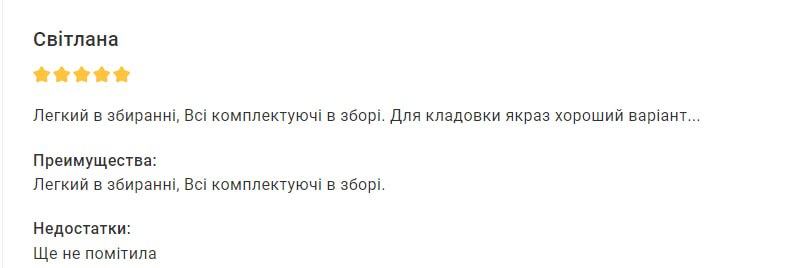 Світлана
Легкий в збиранні, Всі комплектуючі в зборі. Для кладовки якраз хороший варіант...
Преимущества:
Легкий в збиранні, Всі комплектуючі в зборі.
Недостатки:
Ще не помітила